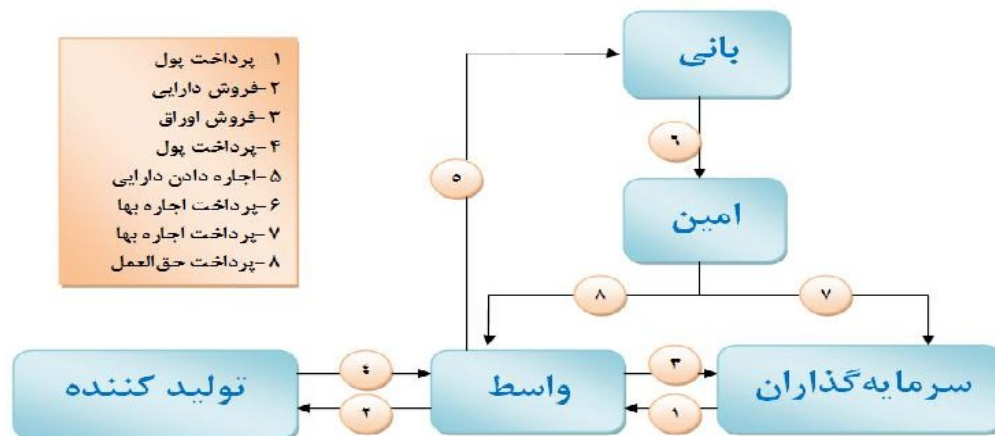 ۱ پرداخت پول
۲-فروش دارایی
۳-فروش اوراق
۴-پرداخت پول
۵-اجاره دادن دارایی
۶-پرداخت اجاره بها
۷-پرداخت اجاره بها
۸-پرداخت حق‌العمل
بانی
۵
۶
امین
۸
۷
سرمایه‌گذاران
۳
۱
واسط
٤
۲
تولید کننده